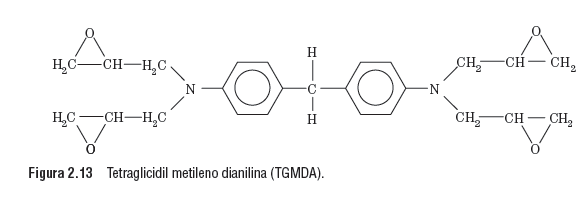 O O
H₂C CH H₂C H CH₂ CH CH₂
N C N
H₂C CH H₂C H CH₂ CH CH₂
O O
Figura 2.13 Tetraglicidil metileno dianilina (TGMDA).